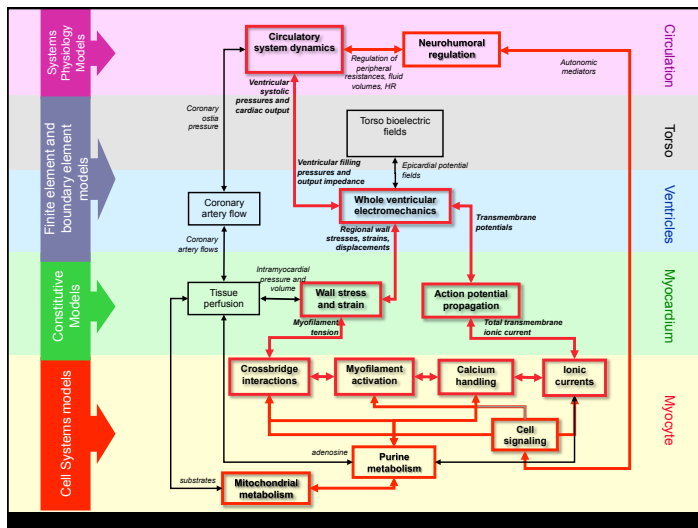 Systems
Physiology
Models
Circulatory
system dynamics
Neurohumoral
regulation
Regulation of
peripheral
resistances, fluid
volumes, HR
Autonomic
mediators
Circulation
Ventricular
systolic
pressures and
cardiac output
Coronary
ostia
pressure
Torso bioelectric
fields
Torso
Finite element and
boundary element
models
Ventricular filling
pressures and
output impedance
Epicardial potential
fields
Coronary
artery flow
Whole ventricular
electromechanics
Ventricles
Regional wall
stresses, strains,
displacements
Transmembrane
potentials
Coronary
artery flows
Constitutive
Models
Tissue
perfusion
Intramyocardial
pressure and
volume
Wall stress
and strain
Action potential
propagation
Myocardium
Myofilament
tension
Total transmembrane
ionic current
Cell Systems models
Crossbridge
interactions
Myofilament
activation
Calcium
handling
Ionic
currents
Myocyte
Cell
signaling
adenosine
Purine
metabolism
substrates
Mitochondrial
metabolism